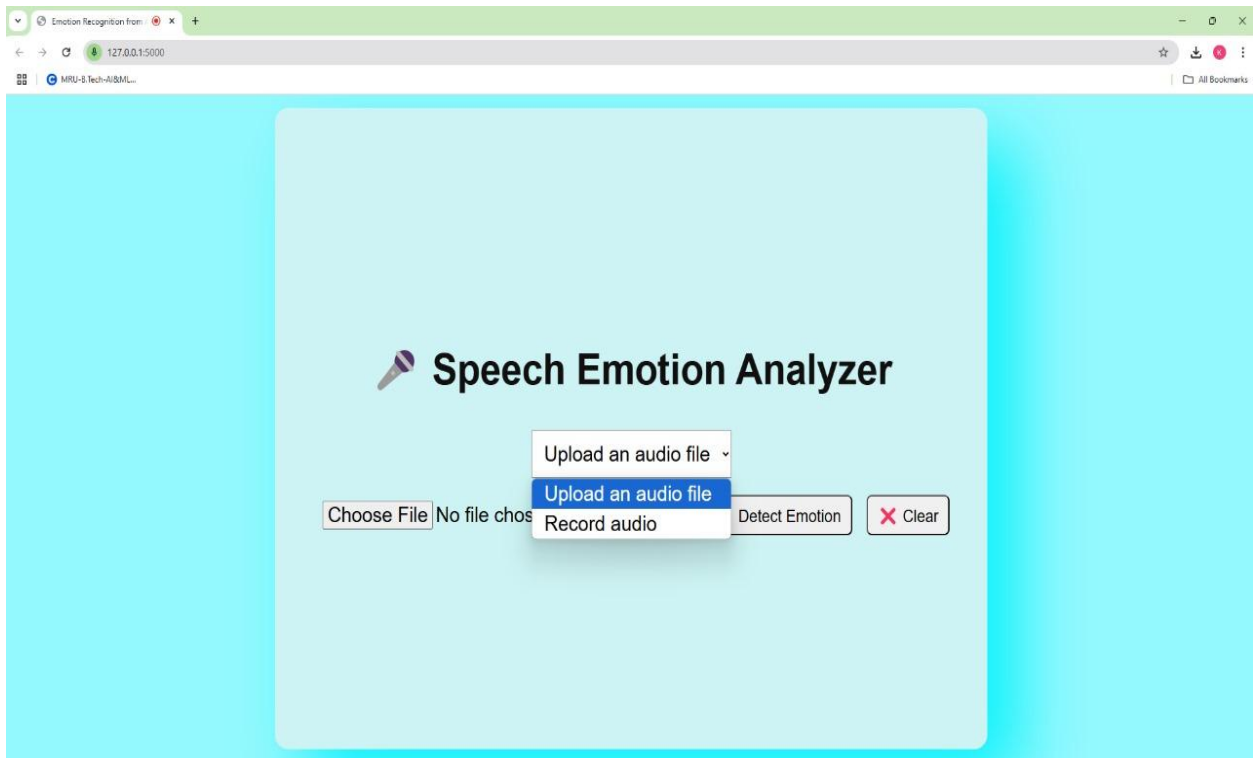 Emotion Recognition from
127.0.0.1:5000
MRU-B.Tech-AI&ML...
All Bookmarks
Speech Emotion Analyzer
Upload an audio file
Upload an audio file
Record audio
Choose File No file chos
Detect Emotion
Clear